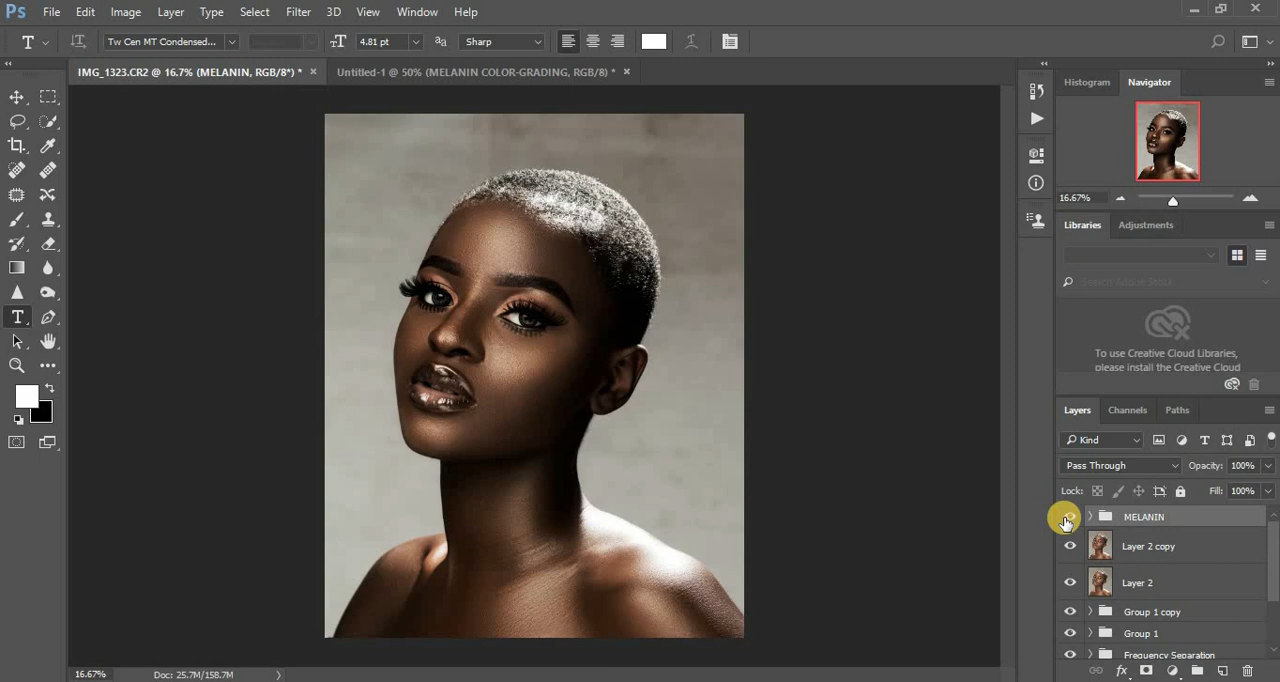 Ps File Edit Image Layer Type Select Filter 3D View Window Help
T Tw Cen MT Condensed... 4.81 pt aa Sharp
IMG_1323.CR2 @ 16.7% (MELANIN, RGB/8*) * × Untitled-1 @ 50% (MELANIN COLOR-GRADING, RGB/8) * ×
Histogram Navigator
16.67%
Libraries Adjustments
Search Adobe Stock
To use Creative Cloud Libraries,
please install the Creative Cloud
Layers Channels Paths
Kind
Pass Through Opacity: 100%
Lock: Fill: 100%
MELANIN
Layer 2 copy
Layer 2
Group 1 copy
Group 1
Frequency Separation
16.67% Doc: 25.7M/158.7M